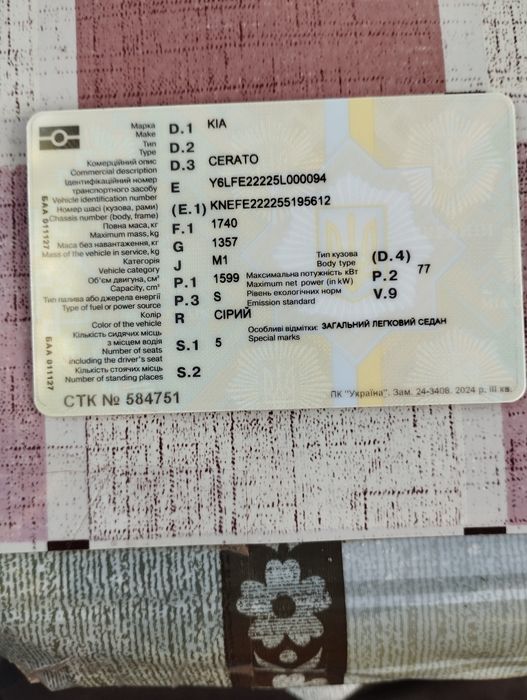 Марка
Make D.1 KIA
Тип
Type D.2
Комерційний опис
Commercial description D.3 CERATO
Ідентифікаційний номер
транспортного засобу E Y6LFE22225L000094
Vehicle identification number
Номер шасі (кузова, рами) (E.1) KNEFE222255195612
Chassis number (body, frame)
Повна маса, кг F.1 1740
Maximum mass, kg
Маса без навантаження, кг G 1357
Mass of the vehicle in service, kg
Категорія J M1 Тип кузова (D.4)
Vehicle category Body type
Об'єм двигуна, см³ P.1 1599 Максимальна потужність кВт P.2 77
Capacity, cm³ Maximum net power (in kW)
Тип палива або джерела енергії P.3 S Рівень екологічних норм V.9
Type of fuel or power source Emission standard
Колір R СІРИЙ
Color of the vehicle
Особливі відмітки: ЗАГАЛЬНИЙ ЛЕГКОВИЙ СЕДАН
Special marks
Кількість сидячих місць
з місцем водія S.1 5
Number of seats
including the driver's seat
Кількість стоячих місць S.2
Number of standing places
СТК № 584751
ПК "Україна". Зам. 24-3408. 2024 р. III кв.
БАА 011127
БАА 011127